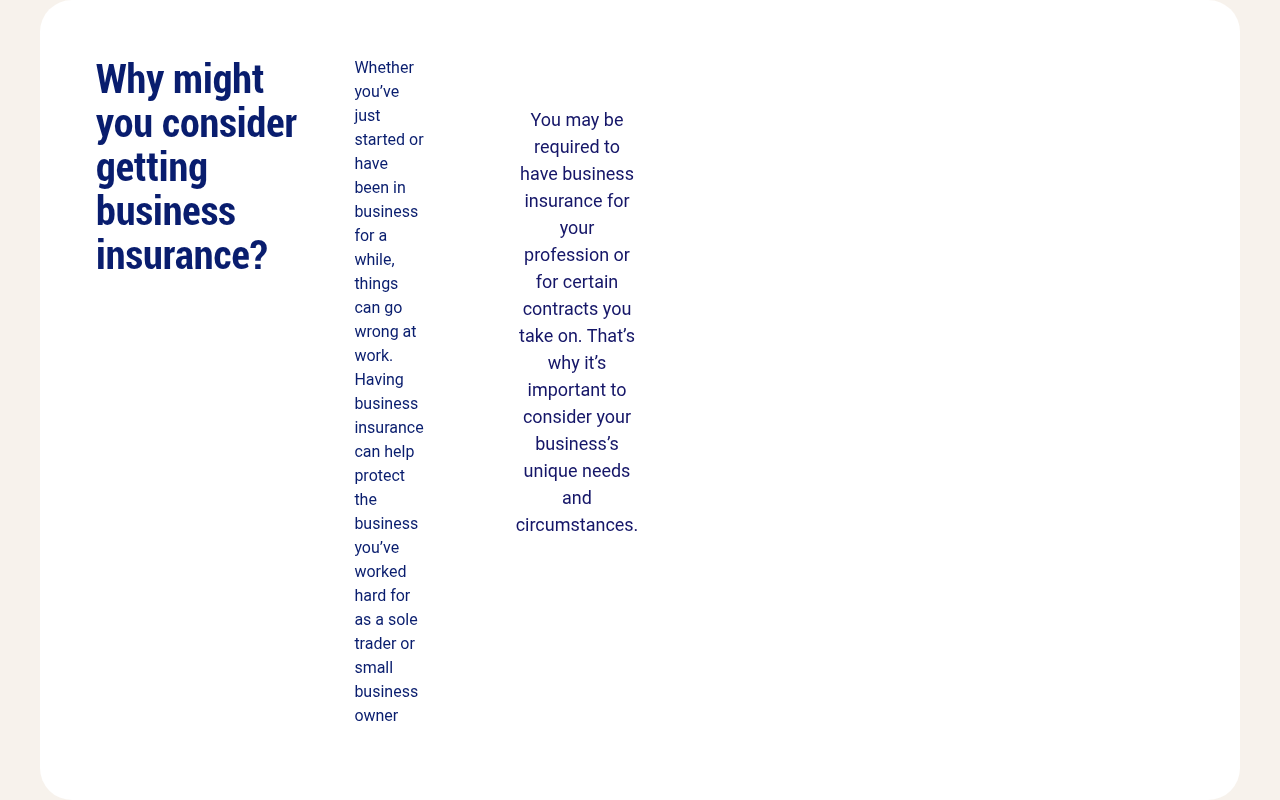 Why might
you consider
getting
business
insurance?
Whether
you’ve
just
started or
have
been in
business
for a
while,
things
can go
wrong at
work.
Having
business
insurance
can help
protect
the
business
you’ve
worked
hard for
as a sole
trader or
small
business
owner
You may be
required to
have business
insurance for
your
profession or
for certain
contracts you
take on. That’s
why it’s
important to
consider your
business’s
unique needs
and
circumstances.